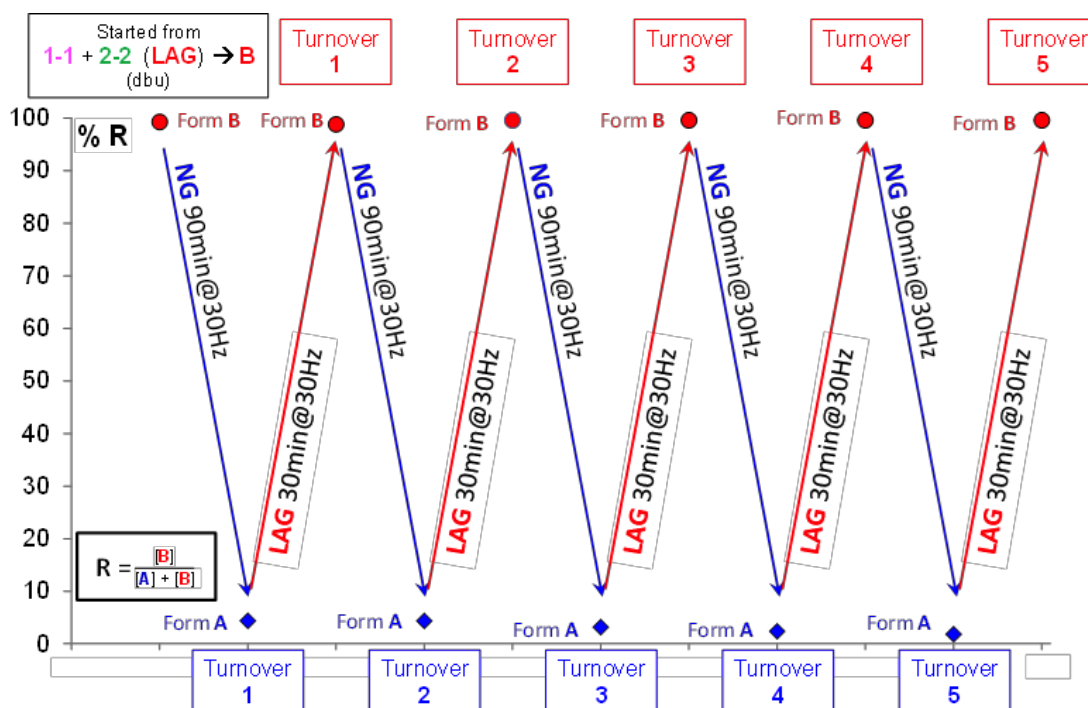 Started from
1-1 + 2-2 (LAG) → B
(dbu)
Turnover
1
Turnover
2
Turnover
3
Turnover
4
Turnover
5
% R
100
90
80
70
60
50
40
30
20
10
0
Form B
Form B
Form B
Form B
Form B
Form B
NG 90min@30Hz
LAG 30min@30Hz
NG 90min@30Hz
LAG 30min@30Hz
NG 90min@30Hz
LAG 30min@30Hz
NG 90min@30Hz
LAG 30min@30Hz
NG 90min@30Hz
LAG 30min@30Hz
R = [B]
[A] + [B]
Form A
Form A
Form A
Form A
Form A
Turnover
1
Turnover
2
Turnover
3
Turnover
4
Turnover
5